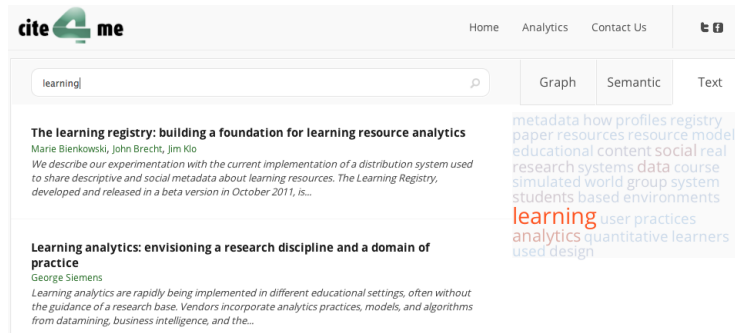 cite4me
Home Analytics Contact Us
learning
Graph Semantic Text
The learning registry: building a foundation for learning resource analytics
Marie Bienkowski, John Brecht, Jim Klo
We describe our experimentation with the current implementation of a distribution system used
to share descriptive and social metadata about learning resources. The Learning Registry,
developed and released in a beta version in October 2011, is...
Learning analytics: envisioning a research discipline and a domain of
practice
George Siemens
Learning analytics are rapidly being implemented in different educational settings, often without
the guidance of a research base. Vendors incorporate analytics practices, models, and algorithms
from datamining, business intelligence, and the...
metadata how profiles registry
paper resources resource model
educational content social real
research systems data course
simulated world group system
students based environments
learning user practices
analytics quantitative learners
used design